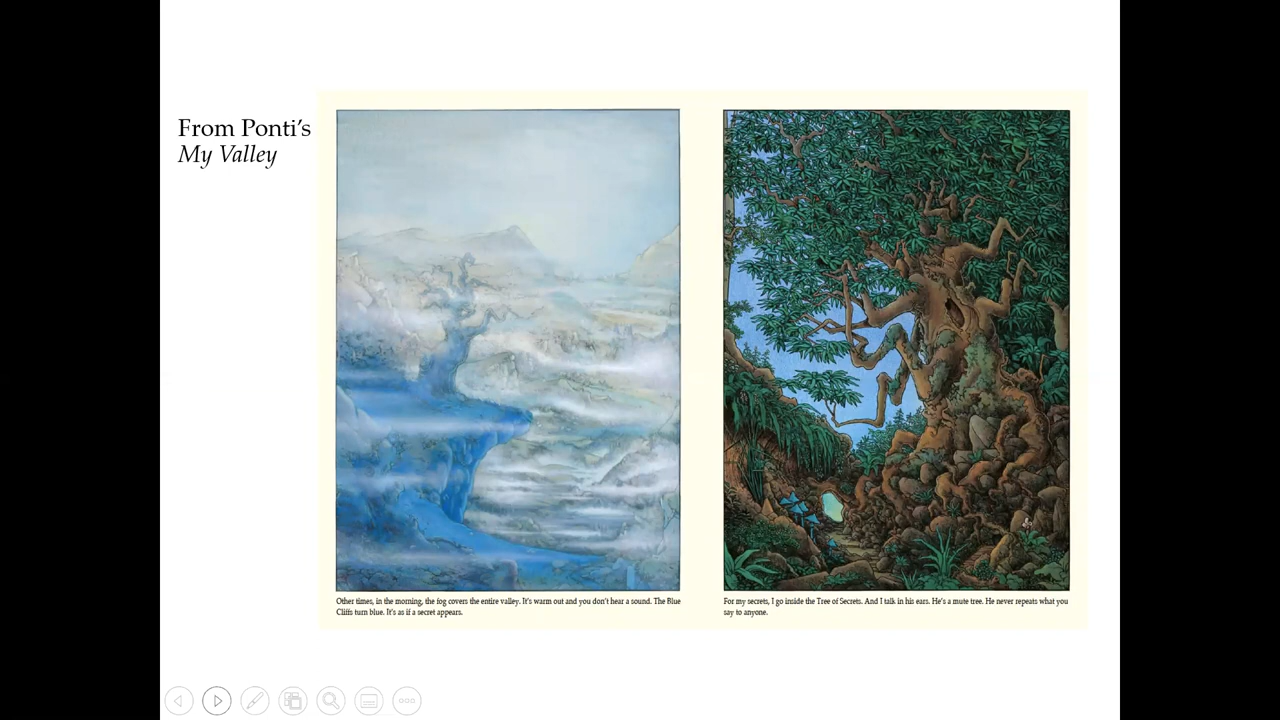 From Ponti's
My Valley
Other times, in the morning, the fog covers the entire valley. It's warm out and you don't hear a sound. The Blue
Cliffs turn blue. It's as if a secret appears.
For my secrets, I go inside the Tree of Secrets. And I talk in his ears. He's a mute tree. He never repeats what you
say to anyone.